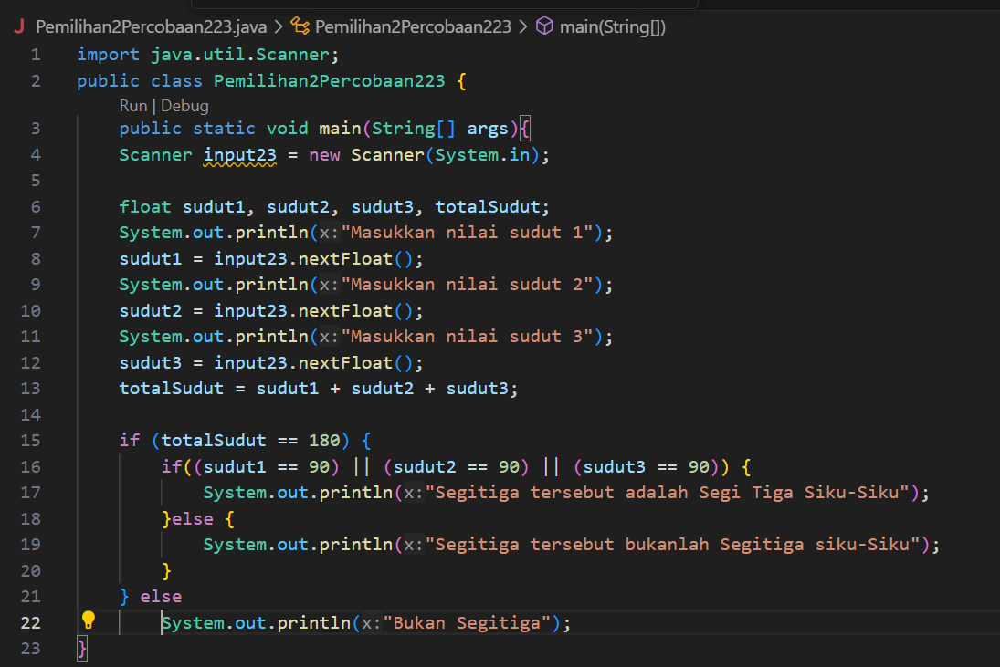 J Pemilihan2Percobaan223.java > Pemilihan2Percobaan223 > main(String[])
1 import java.util.Scanner;
2 public class Pemilihan2Percobaan223 {
Run | Debug
3 public static void main(String[] args){
4 Scanner input23 = new Scanner(System.in);
5
6 float sudut1, sudut2, sudut3, totalSudut;
7 System.out.println(x:"Masukkan nilai sudut 1");
8 sudut1 = input23.nextFloat();
9 System.out.println(x:"Masukkan nilai sudut 2");
10 sudut2 = input23.nextFloat();
11 System.out.println(x:"Masukkan nilai sudut 3");
12 sudut3 = input23.nextFloat();
13 totalSudut = sudut1 + sudut2 + sudut3;
14
15 if (totalSudut == 180) {
16 if((sudut1 == 90) || (sudut2 == 90) || (sudut3 == 90)) {
17 System.out.println(x:"Segitiga tersebut adalah Segi Tiga Siku-Siku");
18 }else {
19 System.out.println(x:"Segitiga tersebut bukanlah Segitiga siku-Siku");
20 }
21 } else
22 System.out.println(x:"Bukan Segitiga");
23 }